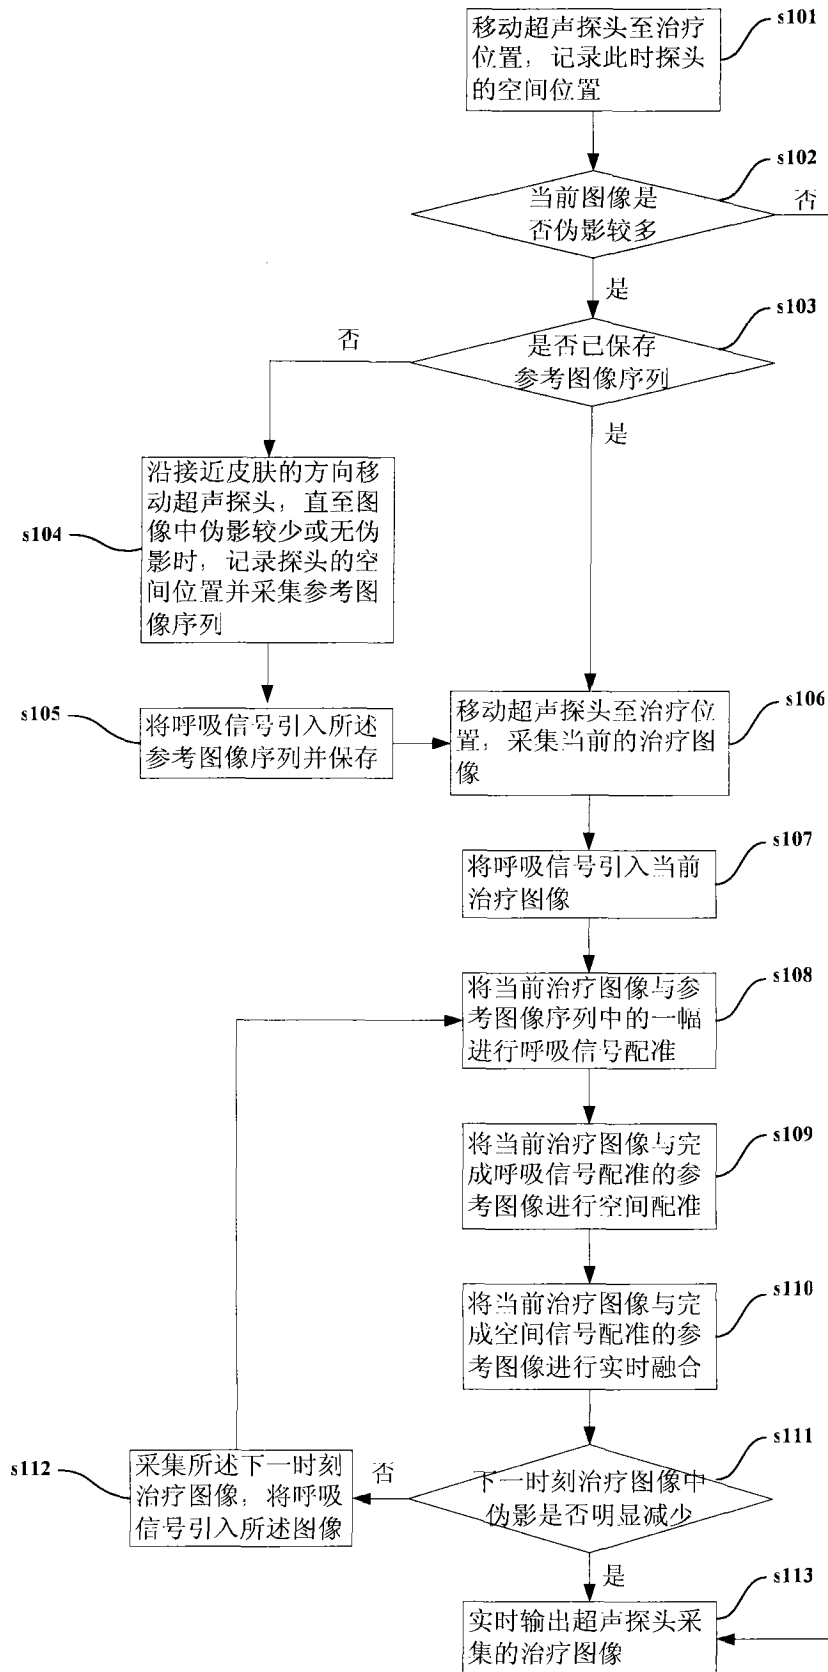 移动超声探头至治疗
位置，记录此时探头
的空间位置
s101
当前图像是
否伪影较多
s102
否
是
是否已保存
参考图像序列
s103
否
是
沿接近皮肤的方向移
动超声探头，直至图
像中伪影较少或无伪
影时，记录探头的空
间位置并采集参考图
像序列
s104
将呼吸信号引入所述
参考图像序列并保存
s105
移动超声探头至治疗位
置，采集当前的治疗图
像
s106
将呼吸信号引入当前
治疗图像
s107
将当前治疗图像与参
考图像序列中的一幅
进行呼吸信号配准
s108
将当前治疗图像与完
成呼吸信号配准的参
考图像进行空间配准
s109
将当前治疗图像与完
成空间信号配准的参
考图像进行实时融合
s110
下一时刻治疗图像中
伪影是否明显减少
s111
否
是
采集所述下一时刻
治疗图像，将呼吸
信号引入所述图像
s112
实时输出超声探头采
集的治疗图像
s113